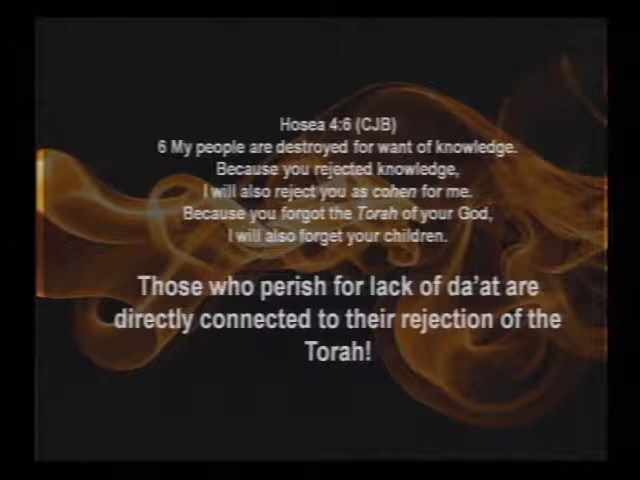 Hosea 4:6 (CJB)
6 My people are destroyed for want of knowledge.
Because you rejected knowledge,
I will also reject you as cohen for me.
Because you forgot the Torah of your God,
I will also forget your children.
Those who perish for lack of da'at are
directly connected to their rejection of the
Torah!